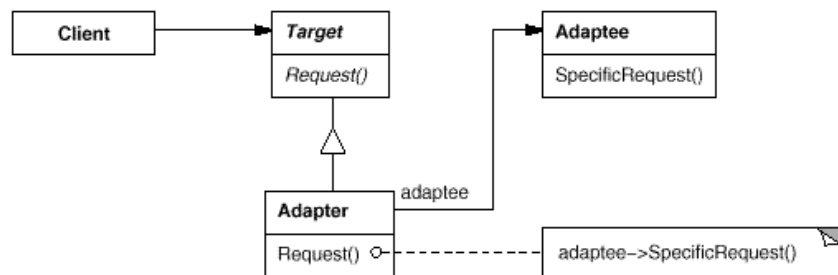 Client
Target
Request()
Adaptee
SpecificRequest()
adaptee
Adapter
Request()
adaptee->SpecificRequest()